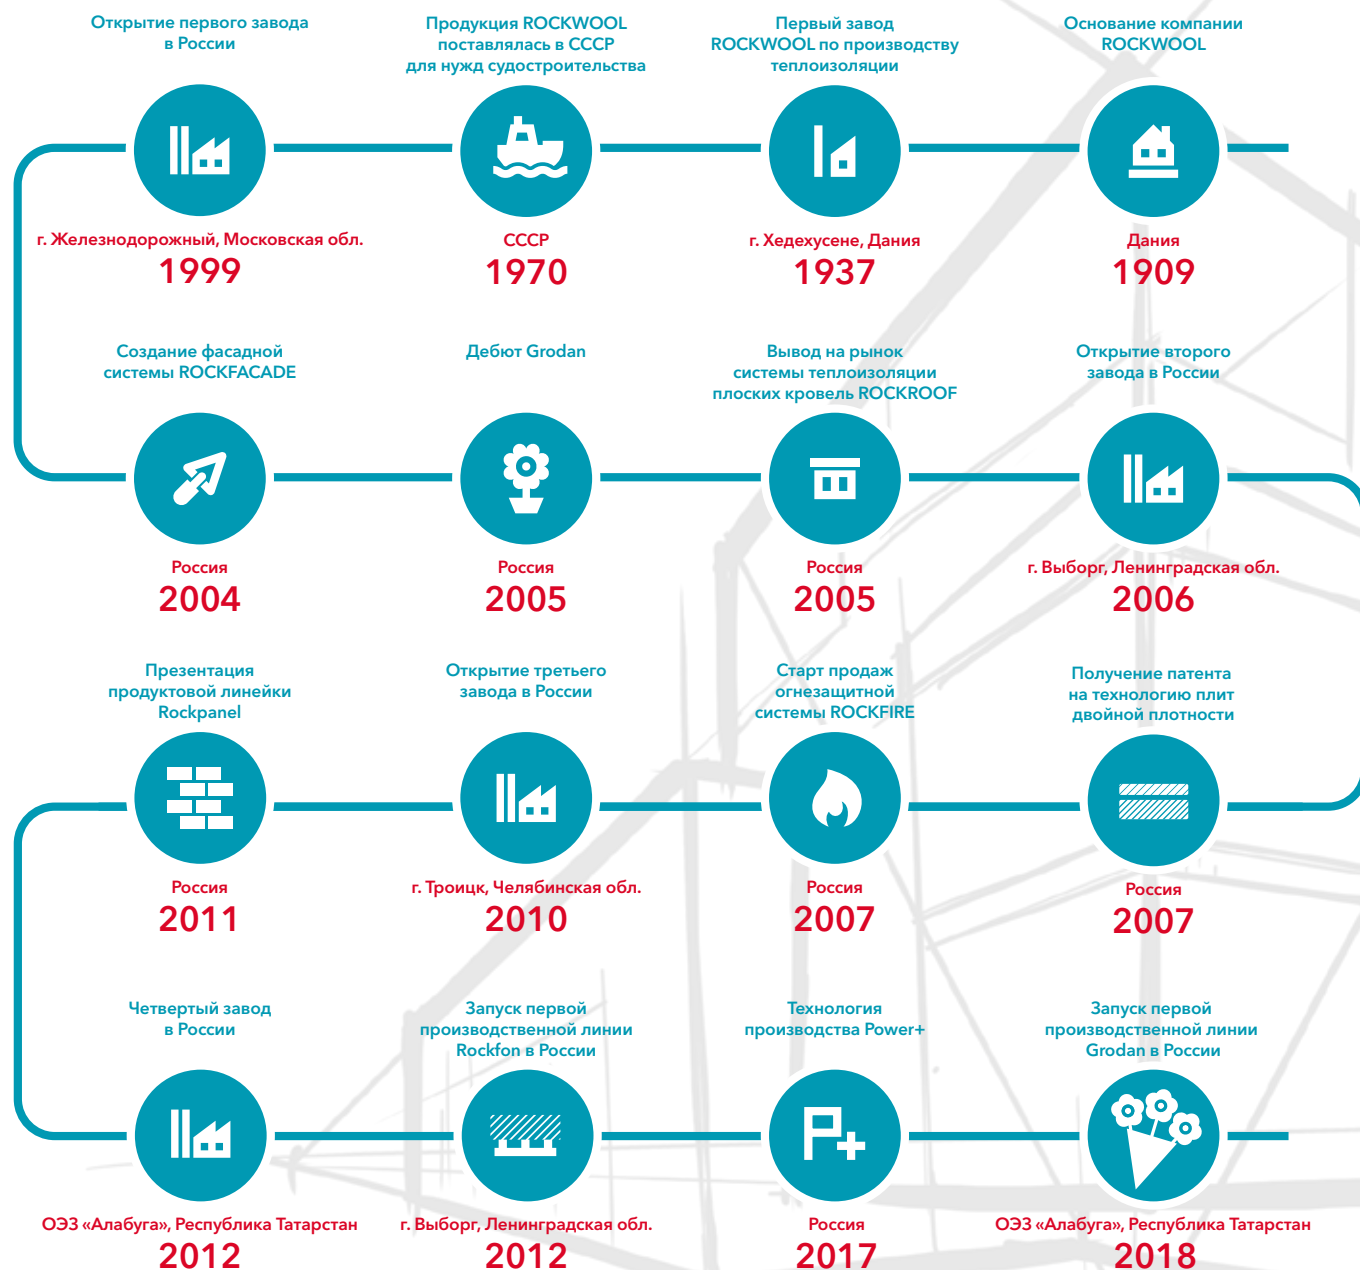 Открытие первого завода
в России
г. Железнодорожный, Московская обл.
1999
Продукция ROCKWOOL
поставлялась в СССР
для нужд судостроительства
СССР
1970
Первый завод
ROCKWOOL по производству
теплоизоляции
г. Хедехусене, Дания
1937
Основание компании
ROCKWOOL
Дания
1909
Создание фасадной
системы ROCKFACADE
Россия
2004
Дебют Grodan
Россия
2005
Вывод на рынок
системы теплоизоляции
плоских кровель ROCKROOF
Россия
2005
Открытие второго
завода в России
г. Выборг, Ленинградская обл.
2006
Презентация
продуктовой линейки
Rockpanel
Россия
2011
Открытие третьего
завода в России
г. Троицк, Челябинская обл.
2010
Старт продаж
огнезащитной
системы ROCKFIRE
Россия
2007
Получение патента
на технологию плит
двойной плотности
Россия
2007
Четвертый завод
в России
ОЭЗ «Алабуга», Республика Татарстан
2012
Запуск первой
производственной линии
Rockfon в России
г. Выборг, Ленинградская обл.
2012
Технология
производства Power+
P+
Россия
2017
Запуск первой
производственной линии
Grodan в России
ОЭЗ «Алабуга», Республика Татарстан
2018